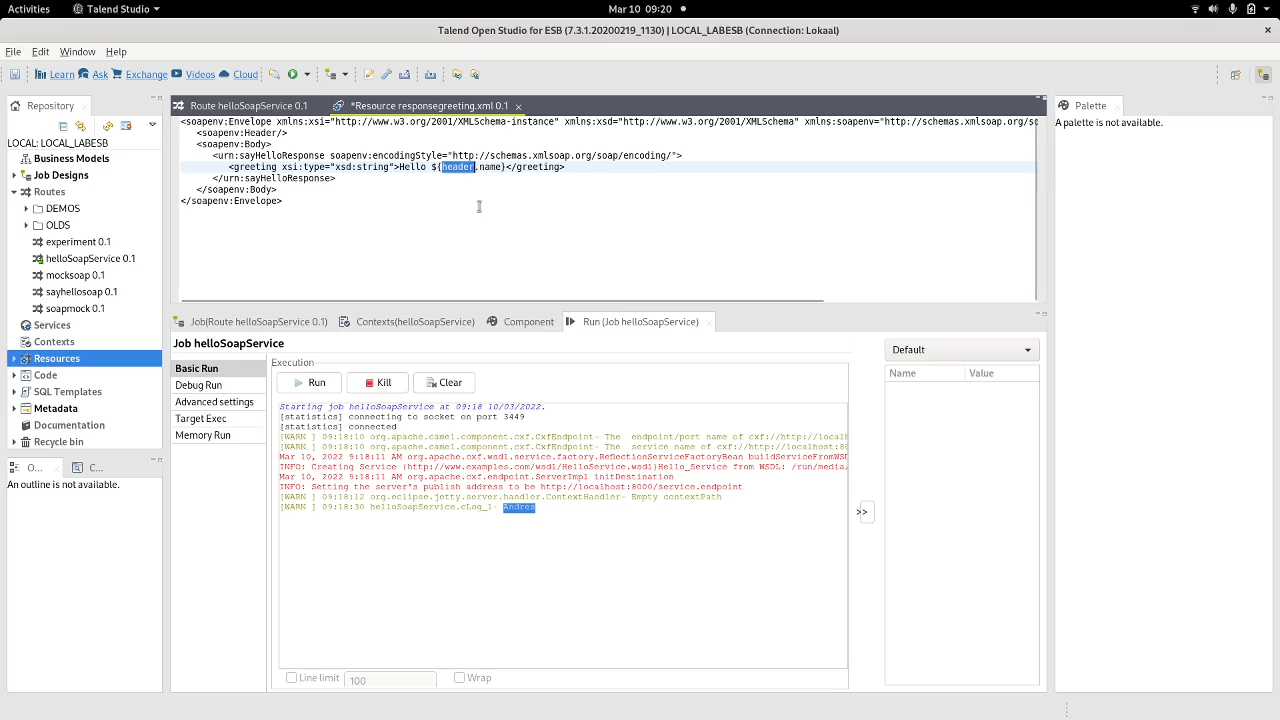 Activities
Talend Studio
Mar 10 09:20
Talend Open Studio for ESB (7.3.1.20200219_1130) | LOCAL_LABESB (Connection: Lokaal)
×
File Edit Window Help
Learn Ask Exchange Videos Cloud
Repository
LOCAL: LOCAL_LABESB
Business Models
Job Designs
Routes
DEMOS
OLDS
experiment 0.1
helloSoapService 0.1
mocksoap 0.1
sayhellosoap 0.1
soapmock 0.1
Services
Contexts
Resources
Code
SQL Templates
Metadata
Documentation
Recycle bin
O... C...
An outline is not available.
Route helloSoapService 0.1
*Resource responsegreeting.xml 0.1
<soapenv:Envelope xmlns:xsi="http://www.w3.org/2001/XMLSchema-instance" xmlns:xsd="http://www.w3.org/2001/XMLSchema" xmlns:soapenv="http://schemas.xmlsoap.org/sc
<soapenv:Header/>
<soapenv:Body>
<urn:sayHelloResponse soapenv:encodingStyle="http://schemas.xmlsoap.org/soap/encoding/">
<greeting xsi:type="xsd:string">Hello ${header.name}</greeting>
</urn:sayHelloResponse>
</soapenv:Body>
</soapenv:Envelope>
Job(Route helloSoapService 0.1)
Contexts(helloSoapService)
Component
Run (Job helloSoapService)
Job helloSoapService
Basic Run
Debug Run
Advanced settings
Target Exec
Memory Run
Execution
Run
Kill
Clear
Starting job helloSoapService at 09:18 10/03/2022.
[statistics] connecting to socket on port 3449
[statistics] connected
[WARN ] 09:18:10 org.apache.camel.component.cxf.CxfEndpoint- The  endpoint/port name of cxf://http://localh
[WARN ] 09:18:10 org.apache.camel.component.cxf.CxfEndpoint- The  service name of cxf://http://localhost:80
Mar 10, 2022 9:18:11 AM org.apache.cxf.wsdl.service.factory.ReflectionServiceFactoryBean buildServiceFromWSD
INFO: Creating Service {http://www.examples.com/wsdl/HelloService.wsdl}Hello_Service from WSDL: /run/media/
Mar 10, 2022 9:18:11 AM org.apache.cxf.endpoint.ServerImpl initDestination
INFO: Setting the server's publish address to be http://localhost:8000/service.endpoint
[WARN ] 09:18:12 org.eclipse.jetty.server.handler.ContextHandler- Empty contextPath
[WARN ] 09:18:30 helloSoapService.cLog_1- Andres
Line limit
100
Wrap
>>
Default
Name Value
Palette
A palette is not available.